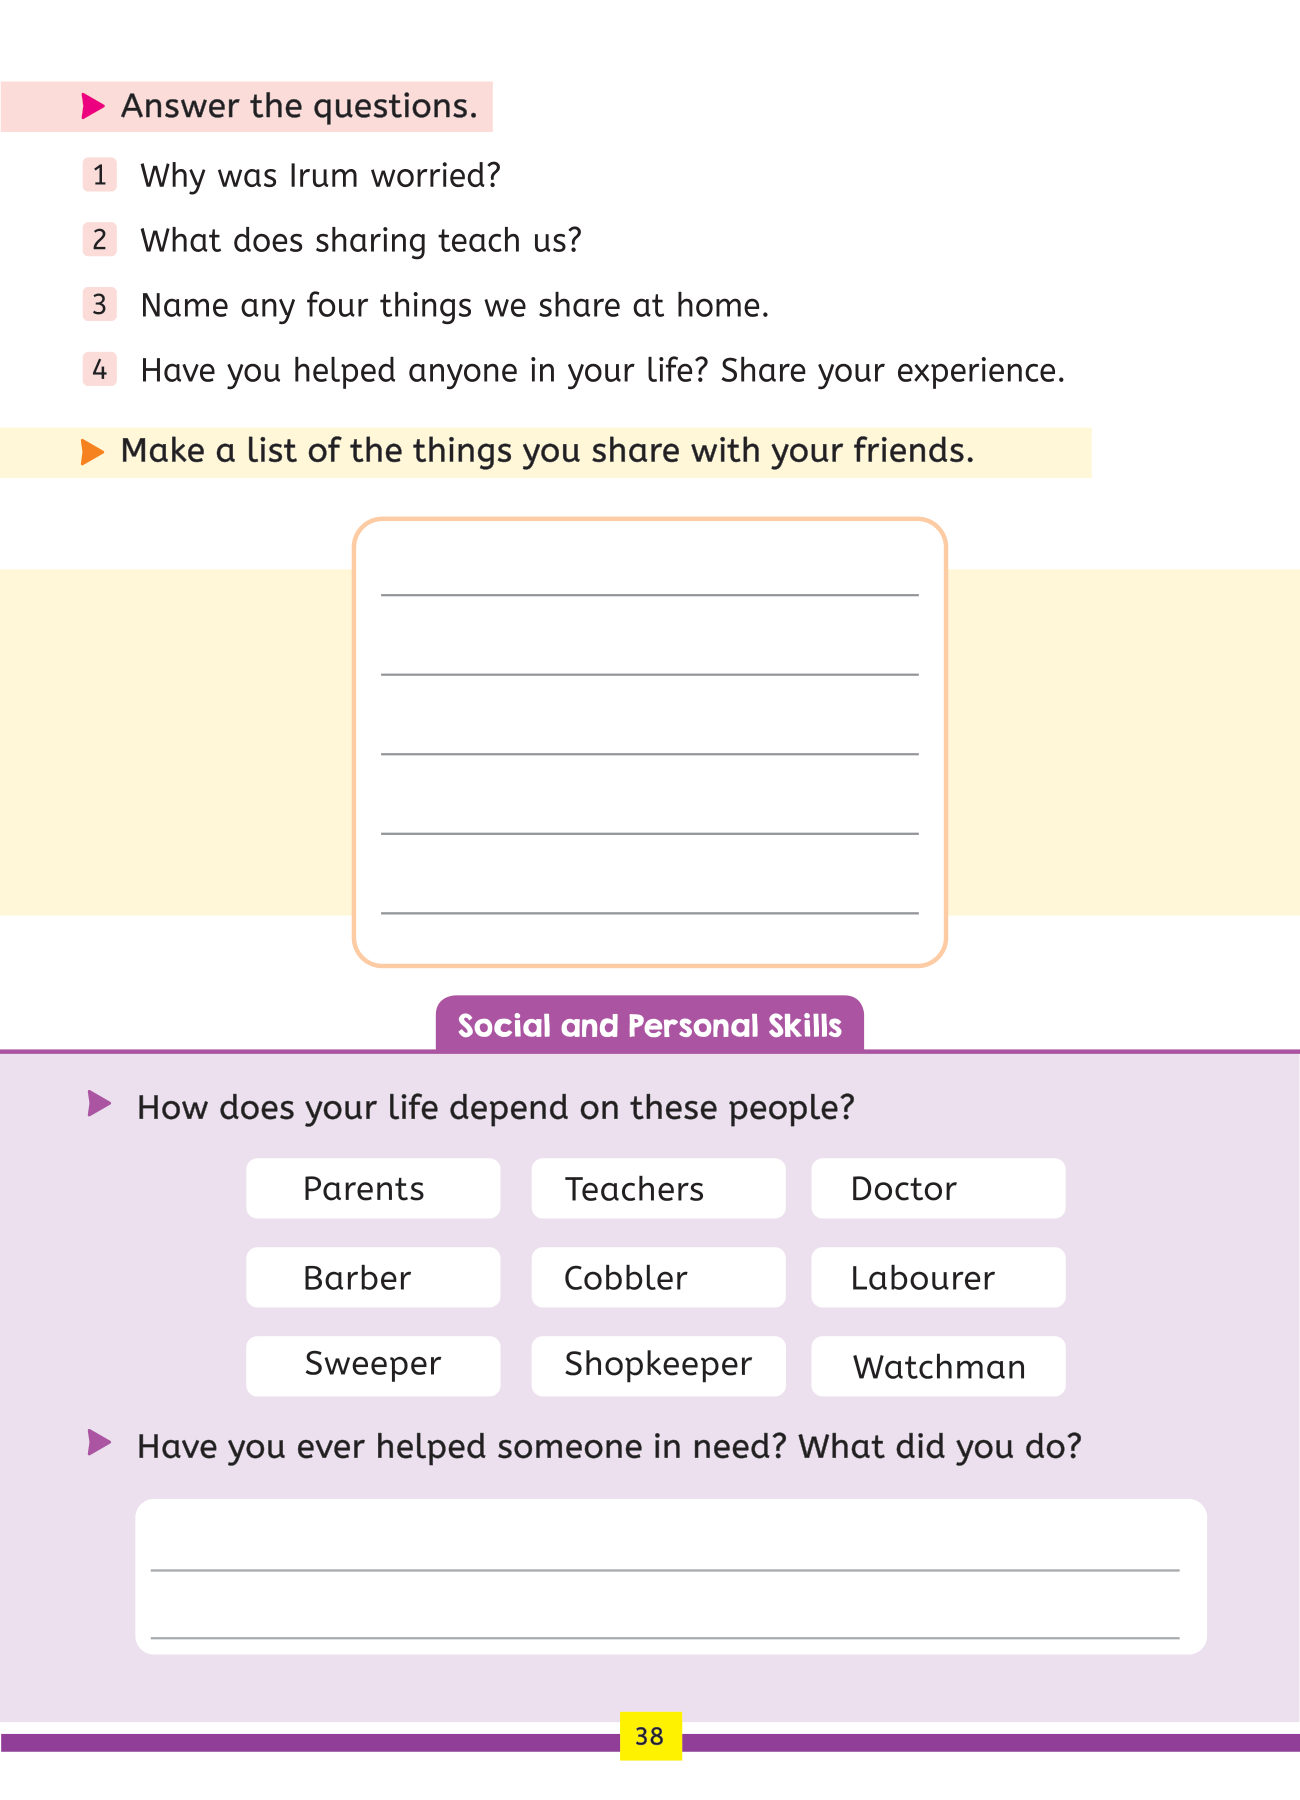 Answer the questions.
1 Why was Irum worried?
2 What does sharing teach us?
3 Name any four things we share at home.
4 Have you helped anyone in your life? Share your experience.
Make a list of the things you share with your friends.
Social and Personal Skills
How does your life depend on these people?
Parents Teachers Doctor
Barber Cobbler Labourer
Sweeper Shopkeeper Watchman
Have you ever helped someone in need? What did you do?
38